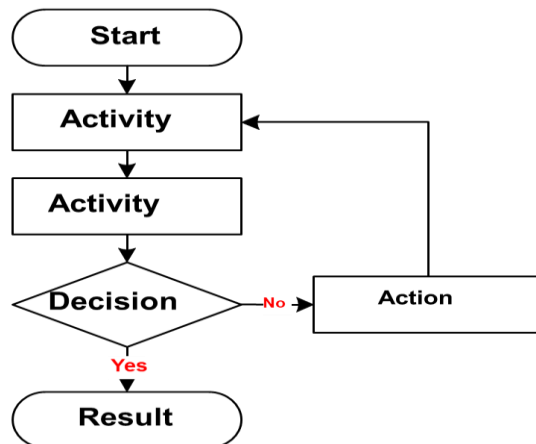 Start
Activity
Activity
Decision
No
Action
Yes
Result